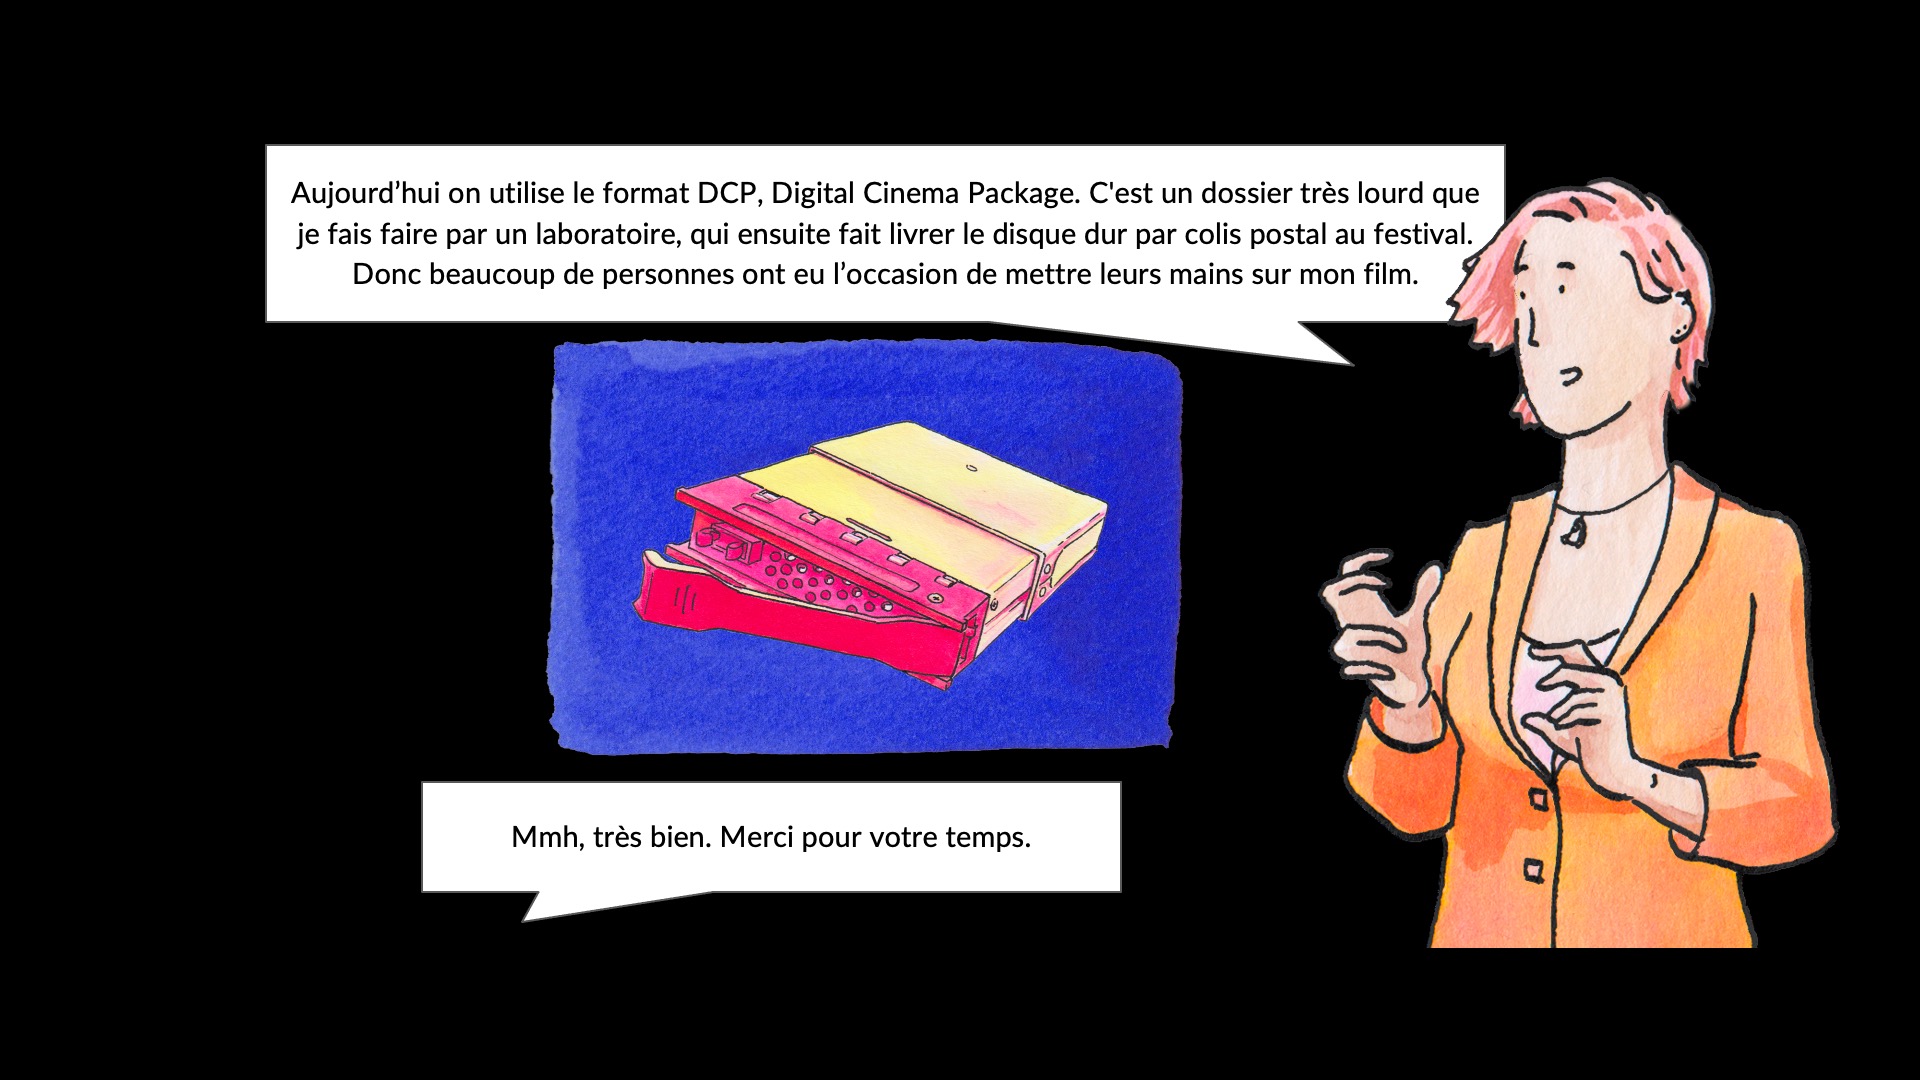 Aujourd’hui on utilise le format DCP, Digital Cinema Package. C'est un dossier très lourd que
je fais faire par un laboratoire, qui ensuite fait livrer le disque dur par colis postal au festival.
Donc beaucoup de personnes ont eu l’occasion de mettre leurs mains sur mon film.
Mmh, très bien. Merci pour votre temps.